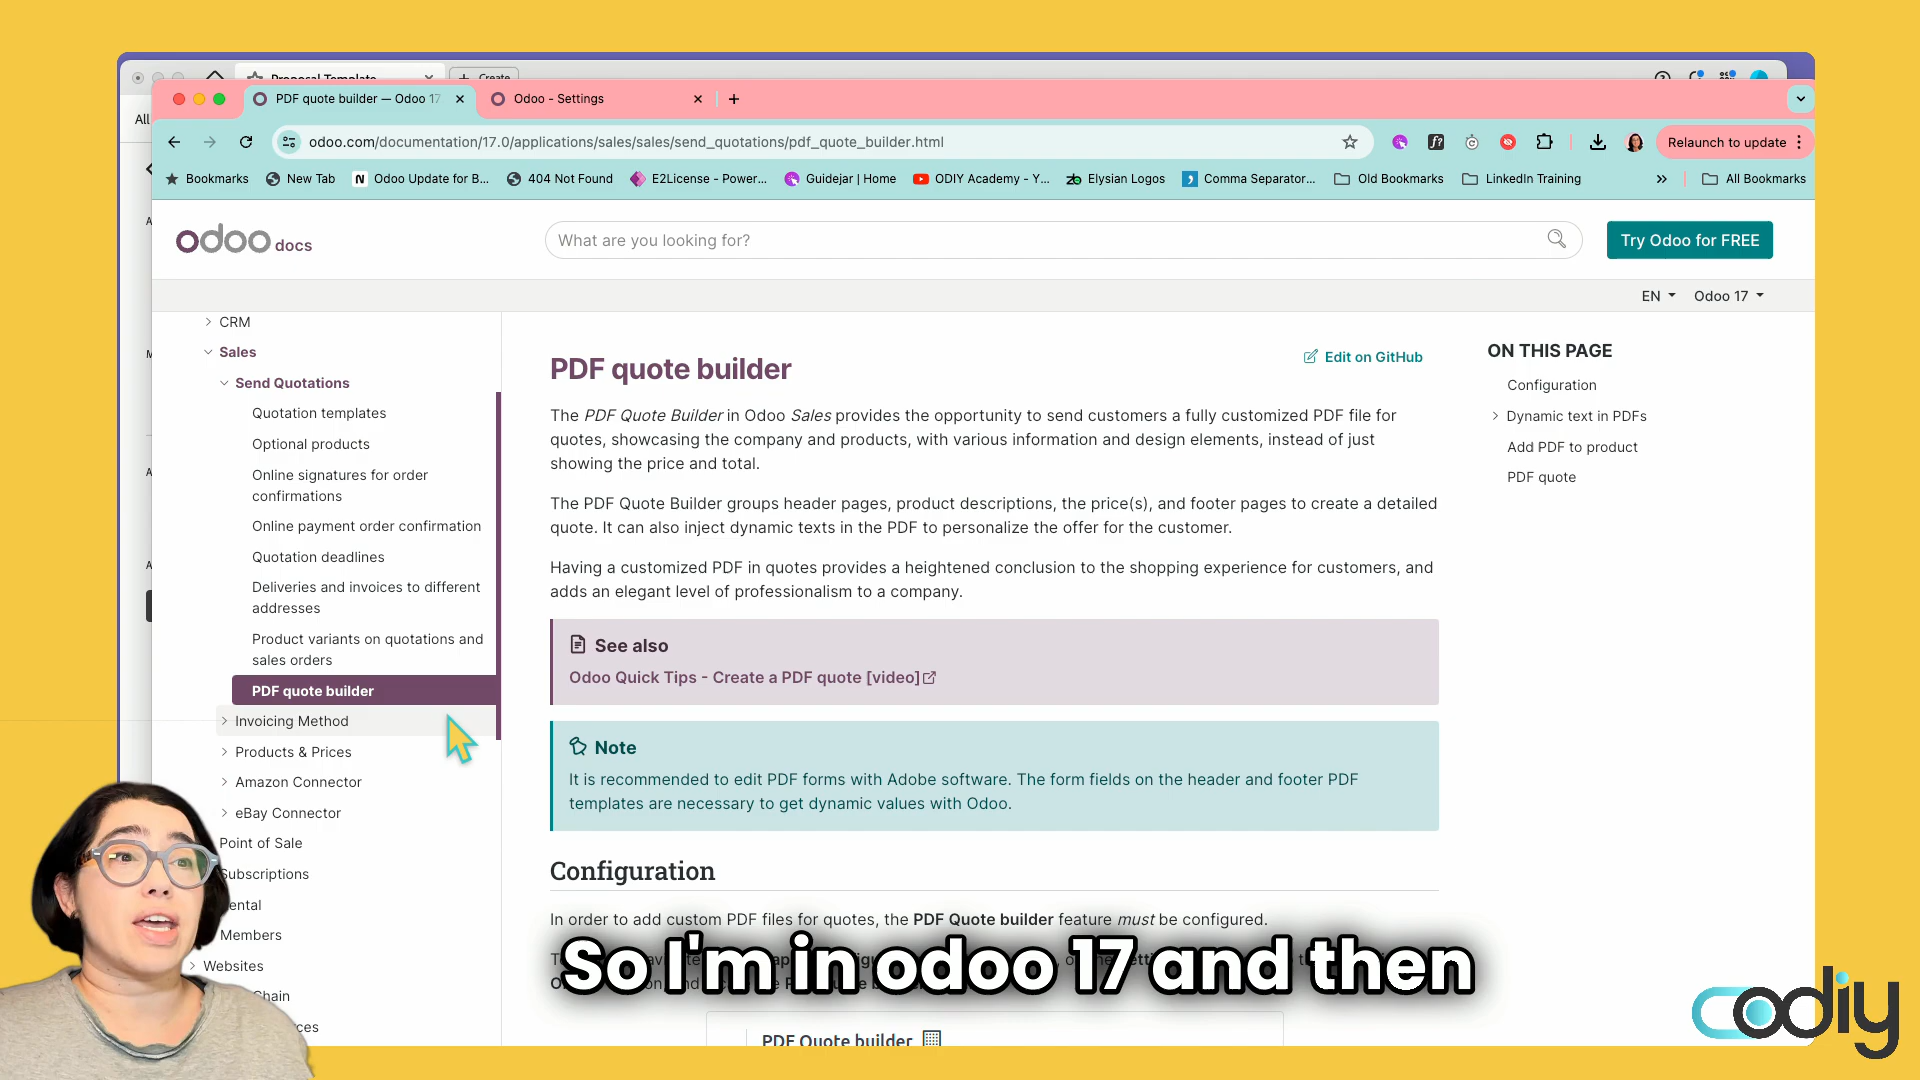 Proposal Template
Create
PDF quote builder — Odoo 17
Odoo - Settings
All
odoo.com/documentation/17.0/applications/sales/sales/send_quotations/pdf_quote_builder.html
Relaunch to update
Bookmarks
New Tab
Odoo Update for B...
404 Not Found
E2License - Power...
Guidejar | Home
ODIY Academy - Y...
Elysian Logos
Comma Separator...
Old Bookmarks
LinkedIn Training
All Bookmarks
odoo docs
What are you looking for?
Try Odoo for FREE
EN
Odoo 17
CRM
Sales
Send Quotations
Quotation templates
Optional products
Online signatures for order
confirmations
Online payment order confirmation
Quotation deadlines
Deliveries and invoices to different
addresses
Product variants on quotations and
sales orders
PDF quote builder
Invoicing Method
Products & Prices
Amazon Connector
eBay Connector
Point of Sale
Subscriptions
ental
Members
Websites
Chain
ces
PDF quote builder
Edit on GitHub
The PDF Quote Builder in Odoo Sales provides the opportunity to send customers a fully customized PDF file for
quotes, showcasing the company and products, with various information and design elements, instead of just
showing the price and total.
The PDF Quote Builder groups header pages, product descriptions, the price(s), and footer pages to create a detailed
quote. It can also inject dynamic texts in the PDF to personalize the offer for the customer.
Having a customized PDF in quotes provides a heightened conclusion to the shopping experience for customers, and
adds an elegant level of professionalism to a company.
See also
Odoo Quick Tips - Create a PDF quote [video]
Note
It is recommended to edit PDF forms with Adobe software. The form fields on the header and footer PDF
templates are necessary to get dynamic values with Odoo.
Configuration
In order to add custom PDF files for quotes, the PDF Quote builder feature must be configured.
So I'm in odoo 17 and then
PDF Quote builder
ON THIS PAGE
Configuration
Dynamic text in PDFs
Add PDF to product
PDF quote
codiy